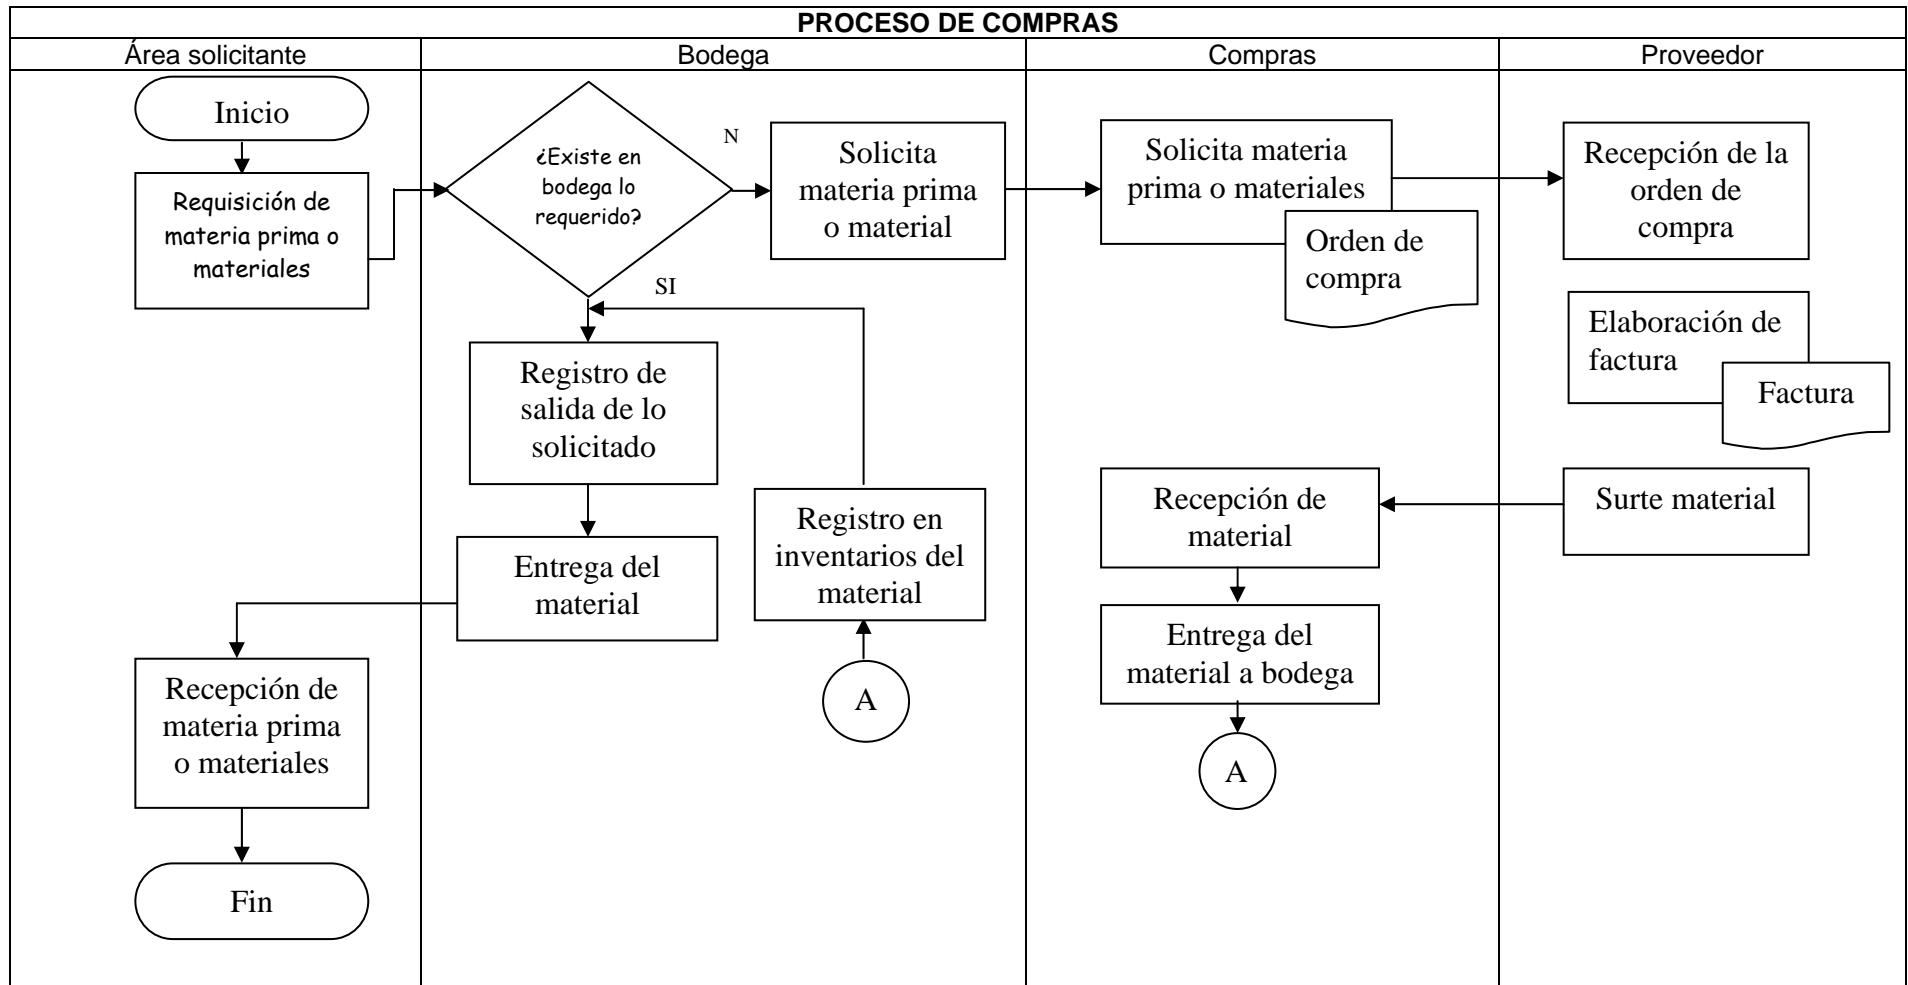 PROCESO DE COMPRAS
Área solicitante
Bodega
Compras
Proveedor
Inicio
Requisición de
materia prima o
materiales
¿Existe en
bodega lo
requerido?
N
SI
Solicita
materia prima
o material
Solicita materia
prima o materiales
Orden de
compra
Recepción de la
orden de
compra
Elaboración de
factura
Factura
Registro de
salida de lo
solicitado
Registro en
inventarios del
material
Recepción de
material
Surte material
Entrega del
material
Entrega del
material a bodega
Recepción de
materia prima
o materiales
A
A
Fin